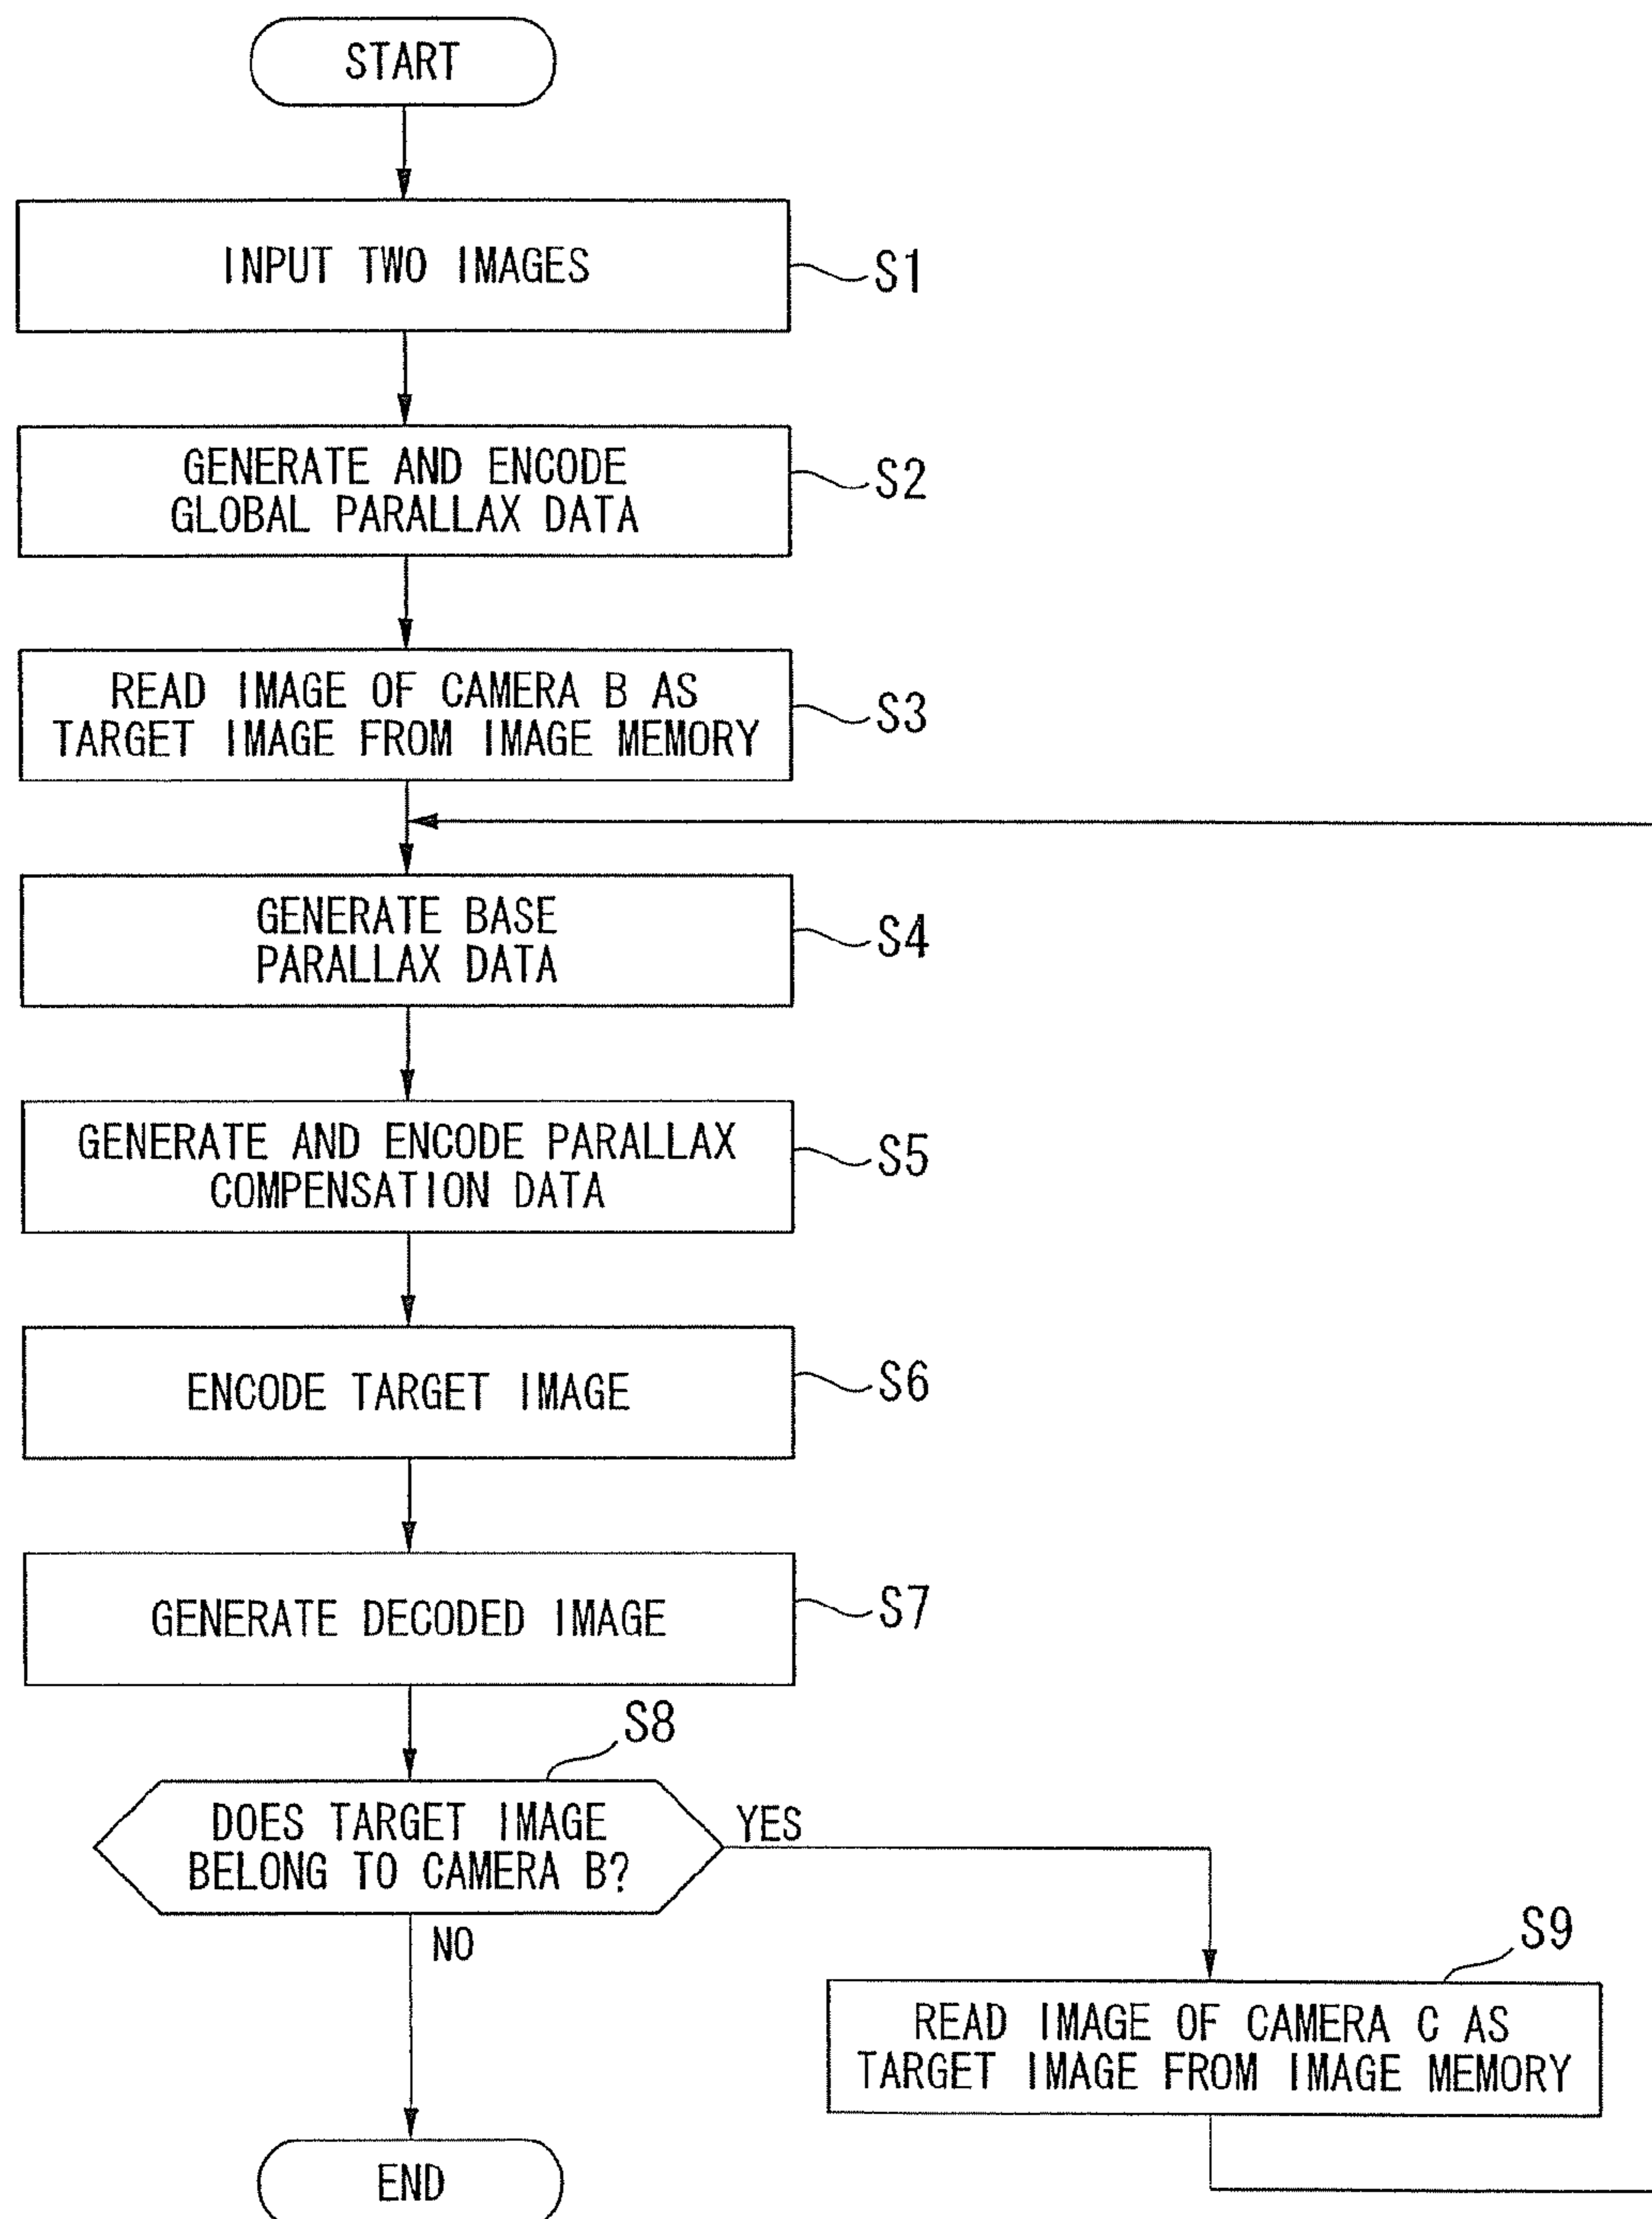 START
INPUT TWO IMAGES
S1
GENERATE AND ENCODE
GLOBAL PARALLAX DATA
S2
READ IMAGE OF CAMERA B AS
TARGET IMAGE FROM IMAGE MEMORY
S3
GENERATE BASE
PARALLAX DATA
S4
GENERATE AND ENCODE PARALLAX
COMPENSATION DATA
S5
ENCODE TARGET IMAGE
S6
GENERATE DECODED IMAGE
S7
S8
DOES TARGET IMAGE
BELONG TO CAMERA B?
YES
NO
S9
READ IMAGE OF CAMERA C AS
TARGET IMAGE FROM IMAGE MEMORY
END